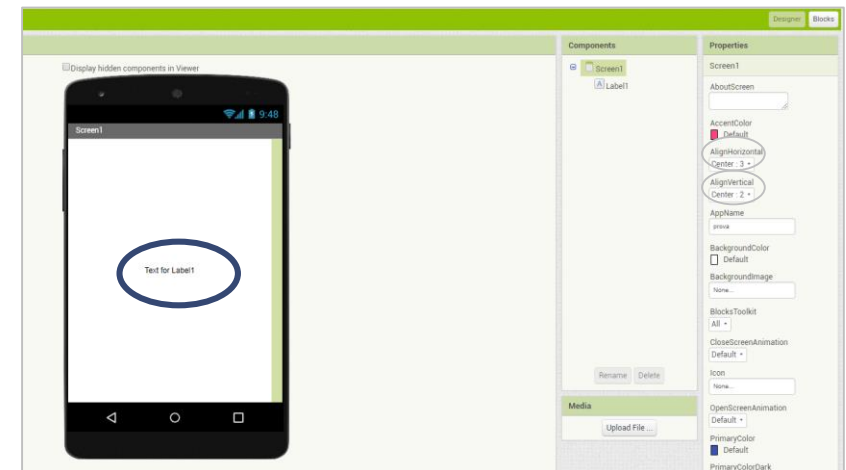 Designer Blocks
Components
Properties
Display hidden components in Viewer
Screen1
Label1
9:48
Screen1
Text for Label1
Rename Delete
Media
Upload File ...
Screen1
AboutScreen
AccentColor
Default
AlignHorizontal
Center : 3
AlignVertical
Center : 2
AppName
prova
BackgroundColor
Default
BackgroundImage
None...
BlocksToolkit
All
CloseScreenAnimation
Default
Icon
None...
OpenScreenAnimation
Default
PrimaryColor
Default
PrimaryColorDark